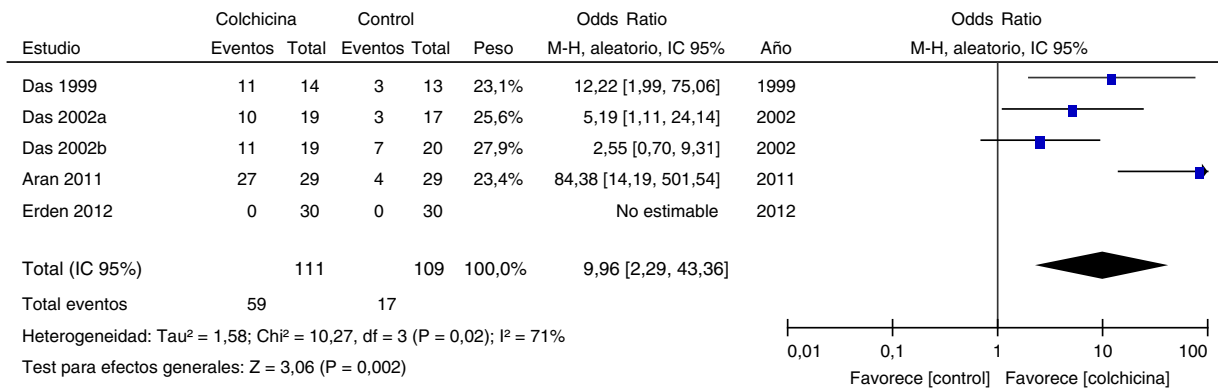 Colchicina Control Odds Ratio Odds Ratio
Estudio Eventos Total Eventos Total Peso M-H, aleatorio, IC 95% Año M-H, aleatorio, IC 95%
Das 1999 11 14 3 13 23,1% 12,22 [1,99, 75,06] 1999
Das 2002a 10 19 3 17 25,6% 5,19 [1,11, 24,14] 2002
Das 2002b 11 19 7 20 27,9% 2,55 [0,70, 9,31] 2002
Aran 2011 27 29 4 29 23,4% 84,38 [14,19, 501,54] 2011
Erden 2012 0 30 0 30 No estimable 2012
Total (IC 95%) 111 109 100,0% 9,96 [2,29, 43,36]
Total eventos 59 17
Heterogeneidad: Tau² = 1,58; Chi² = 10,27, df = 3 (P = 0,02); I² = 71%
Test para efectos generales: Z = 3,06 (P = 0,002)
0,01 0,1 1 10 100
Favorece [control] Favorece [colchicina]